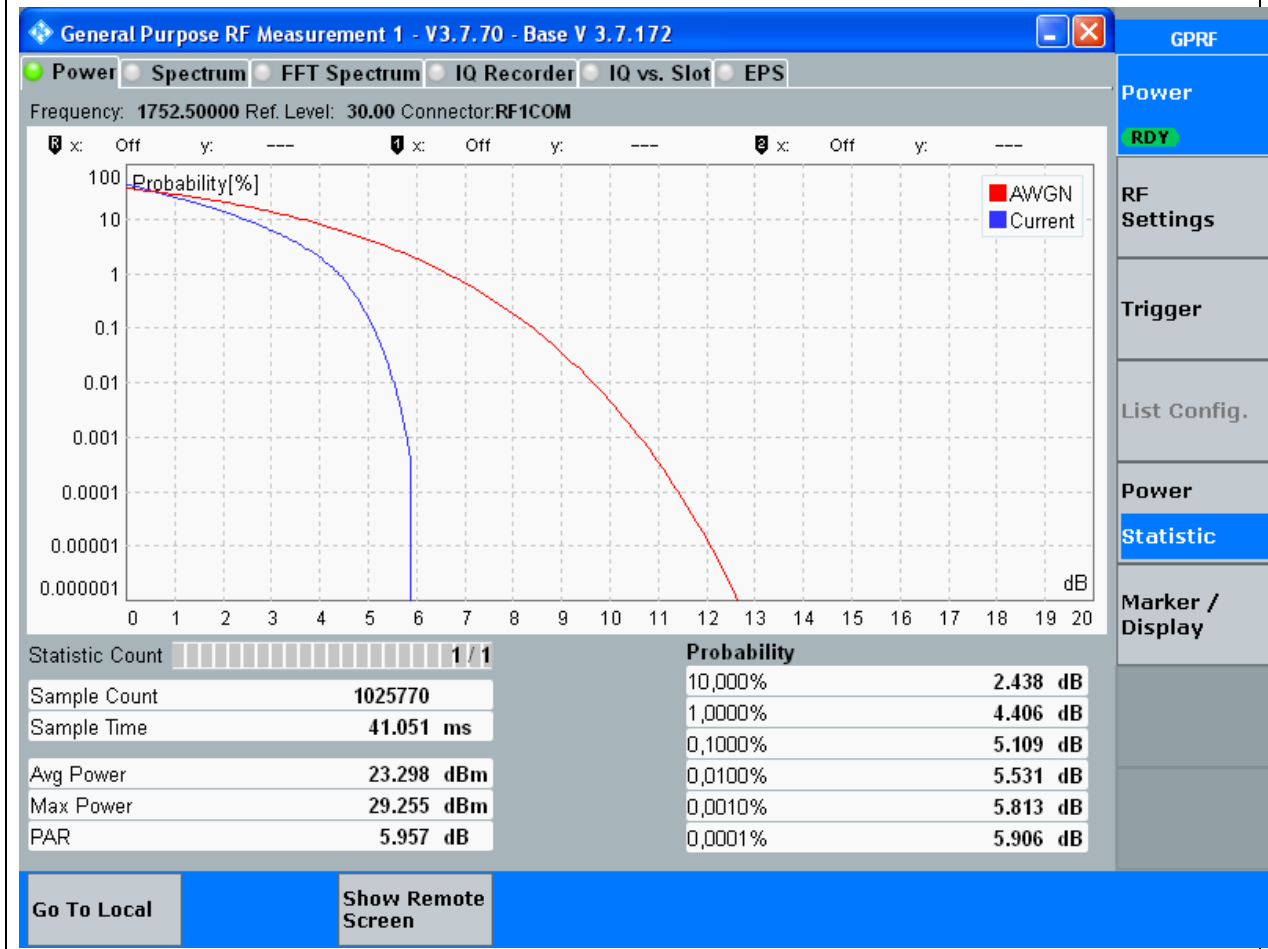 General Purpose RF Measurement 1 - V3.7.70 - Base V 3.7.172
GPRF
Power Spectrum FFT Spectrum IQ Recorder IQ vs. Slot EPS
Frequency: 1752.50000 Ref. Level: 30.00 Connector:RF1COM
R x: Off y: --- 1 x: Off y: --- 2 x: Off y: ---
Probability[%]
100
10
1
0.1
0.01
0.001
0.0001
0.00001
0.000001
AWGN
Current
dB
0 1 2 3 4 5 6 7 8 9 10 11 12 13 14 15 16 17 18 19 20
Statistic Count 1 / 1
Sample Count 1025770
Sample Time 41.051 ms
Avg Power 23.298 dBm
Max Power 29.255 dBm
PAR 5.957 dB
Probability
10,000% 2.438 dB
1,0000% 4.406 dB
0,1000% 5.109 dB
0,0100% 5.531 dB
0,0010% 5.813 dB
0,0001% 5.906 dB
Power
RDY
RF
Settings
Trigger
List Config.
Power
Statistic
Marker /
Display
Go To Local
Show Remote
Screen